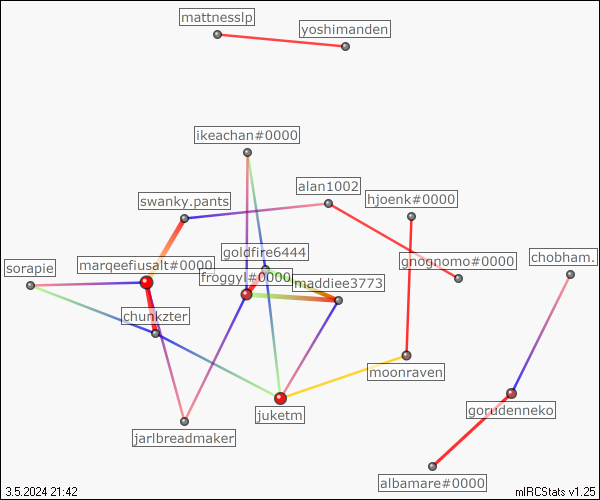 mattnesslp
yoshimanden
ikeachan#0000
alan1002
hjoenk#0000
swanky.pants
goldfire6444
gnognomo#0000
chobham.
sorapie
marqeefiusalt#0000
froggyl#0000
maddiee3773
chunkzter
moonraven
juketm
gorudenneko
jarlbreadmaker
albamare#0000
3.5.2024 21:42
mIRCStats v1.25